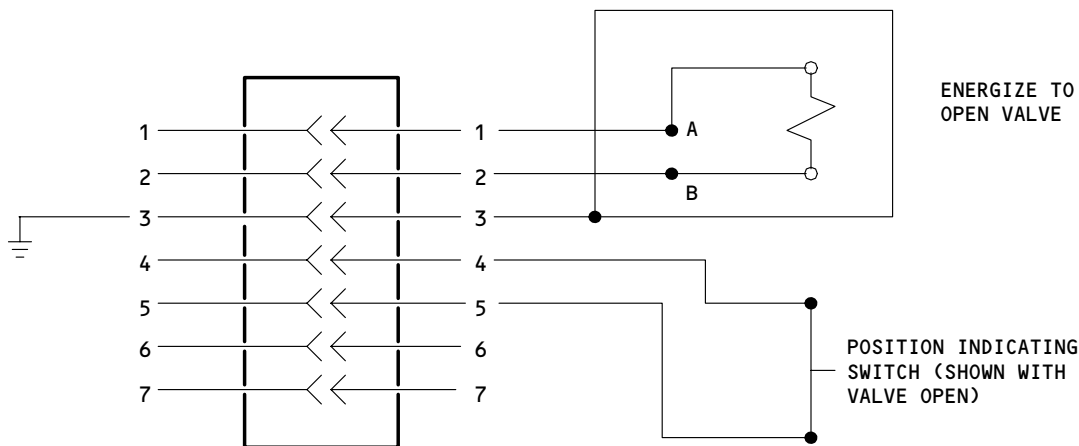 ENERGIZE TO
OPEN VALVE
1 1 A
2 2 B
3 3
4 4
5 5
6 6
7 7
POSITION INDICATING
SWITCH (SHOWN WITH
VALVE OPEN)